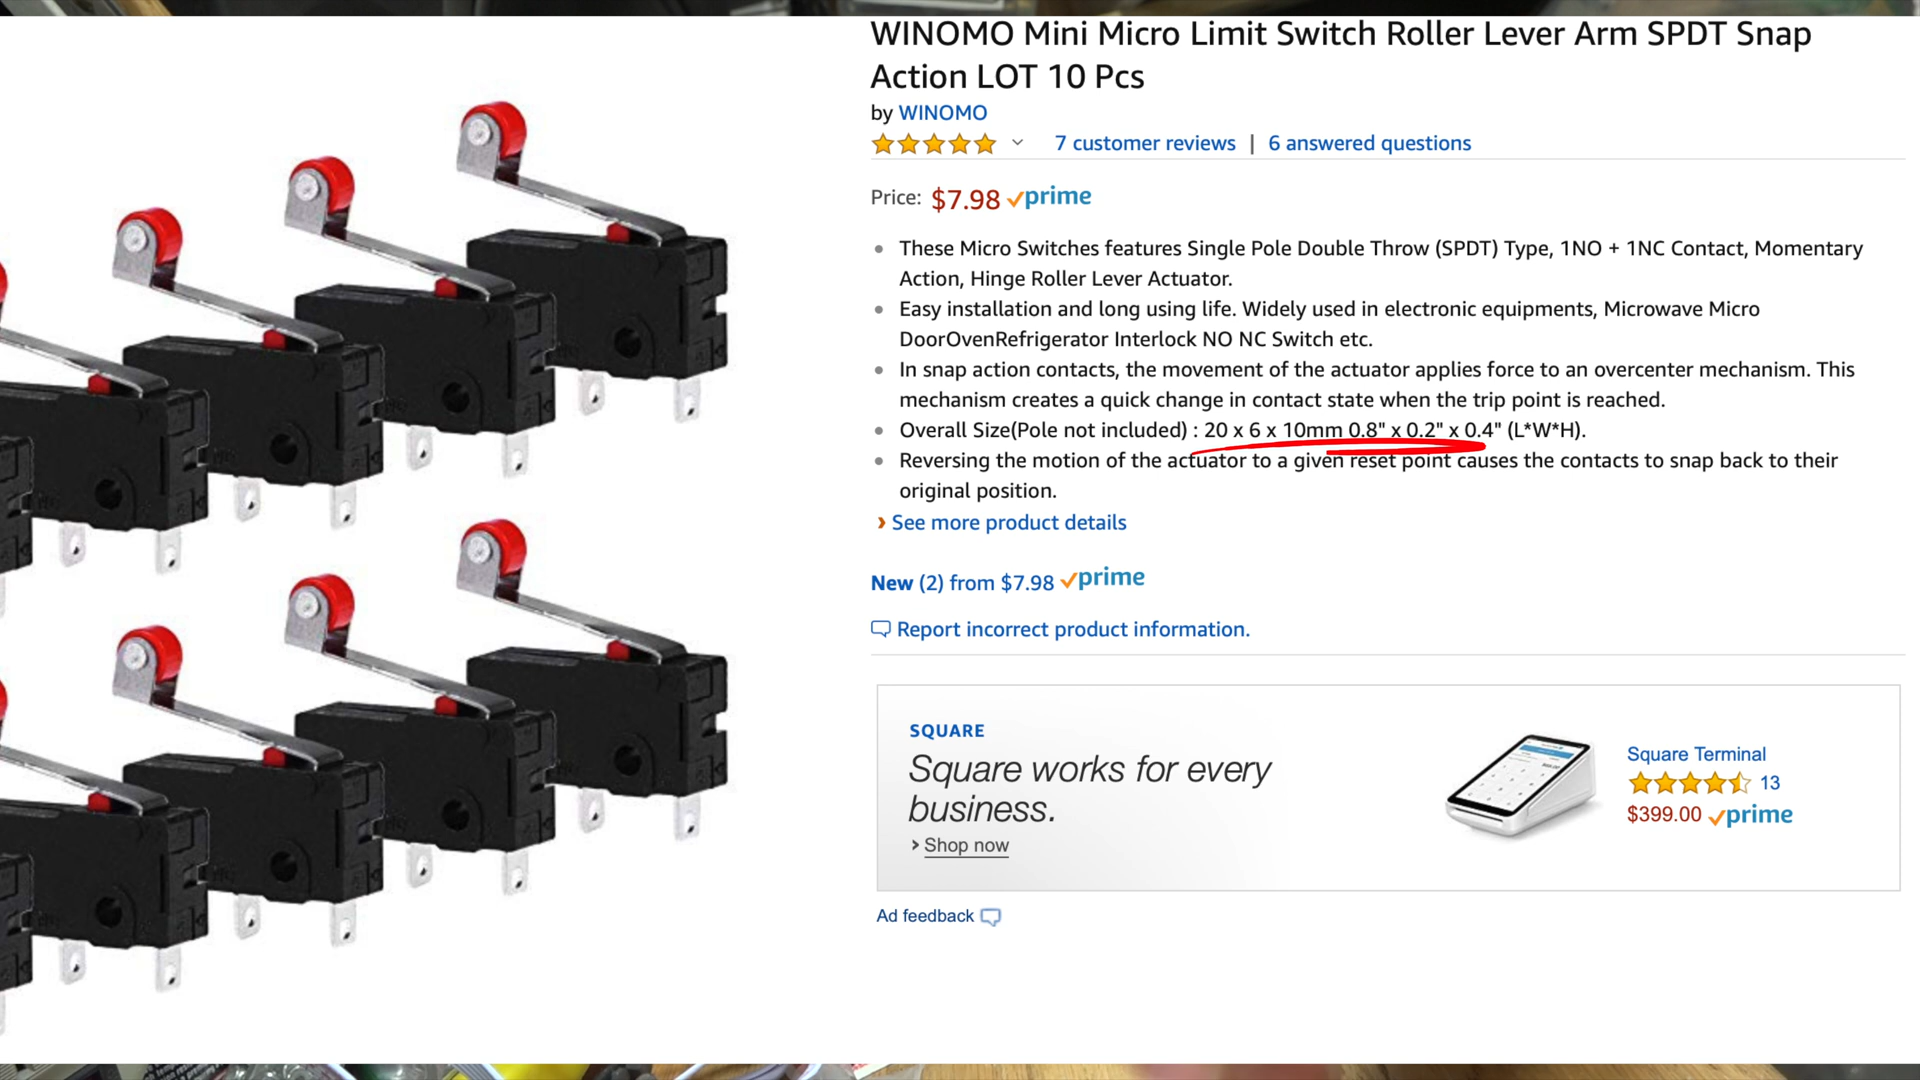 WINOMO Mini Micro Limit Switch Roller Lever Arm SPDT Snap
Action LOT 10 Pcs
by WINOMO
7 customer reviews | 6 answered questions
Price: $7.98 prime
These Micro Switches features Single Pole Double Throw (SPDT) Type, 1NO + 1NC Contact, Momentary
Action, Hinge Roller Lever Actuator.
Easy installation and long using life. Widely used in electronic equipments, Microwave Micro
DoorOvenRefrigerator Interlock NO NC Switch etc.
In snap action contacts, the movement of the actuator applies force to an overcenter mechanism. This
mechanism creates a quick change in contact state when the trip point is reached.
Overall Size(Pole not included) : 20 x 6 x 10mm 0.8" x 0.2" x 0.4" (L*W*H).
Reversing the motion of the actuator to a given reset point causes the contacts to snap back to their
original position.
See more product details
New (2) from $7.98 prime
Report incorrect product information.
SQUARE
Square works for every
business.
Shop now
Square Terminal
13
$399.00 prime
Ad feedback